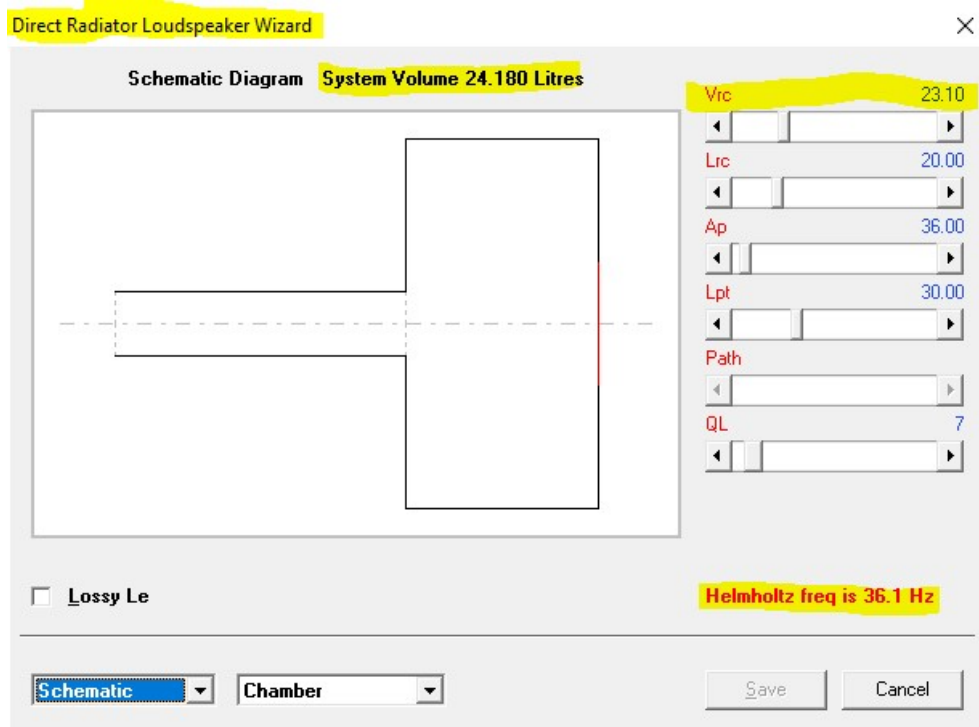 Direct Radiator Loudspeaker Wizard
Schematic Diagram System Volume 24.180 Litres
Vrc 23.10
Lrc 20.00
Ap 36.00
Lpt 30.00
Path
QL 7
Lossy Le
Helmholtz freq is 36.1 Hz
Schematic Chamber Save Cancel